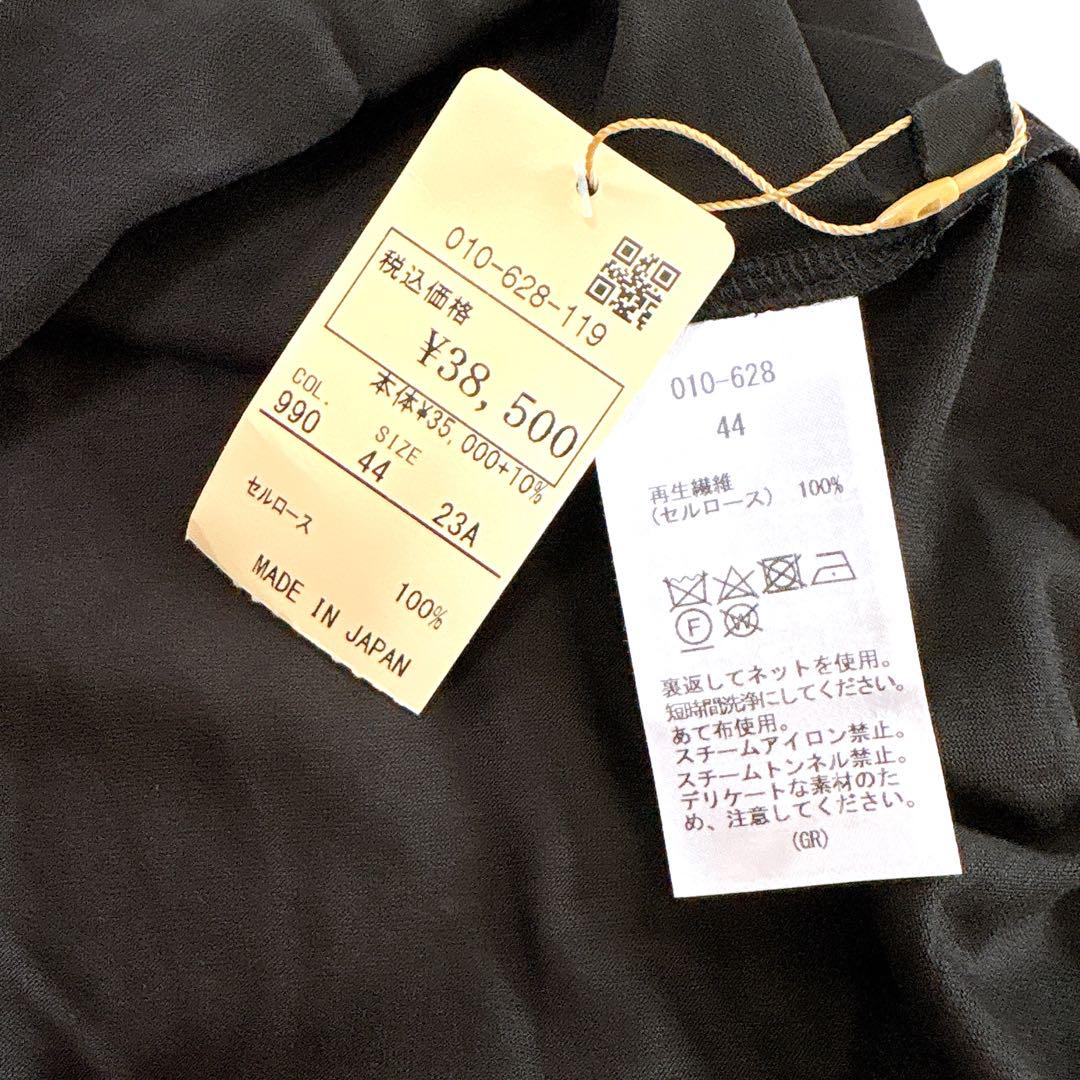 010-628-119
税込価格
¥38,500
本体¥35,000+10%
COL.
990
SIZE
44
23A
セルロース
100%
MADE IN JAPAN
010-628
44
再生繊維
(セルロース) 100%
F
W
裏返してネットを使用。
短時間洗浄にしてください。
あて布使用。
スチームアイロン禁止。
スチームトンネル禁止。
デリケートな素材のた
め、注意してください。
(GR)